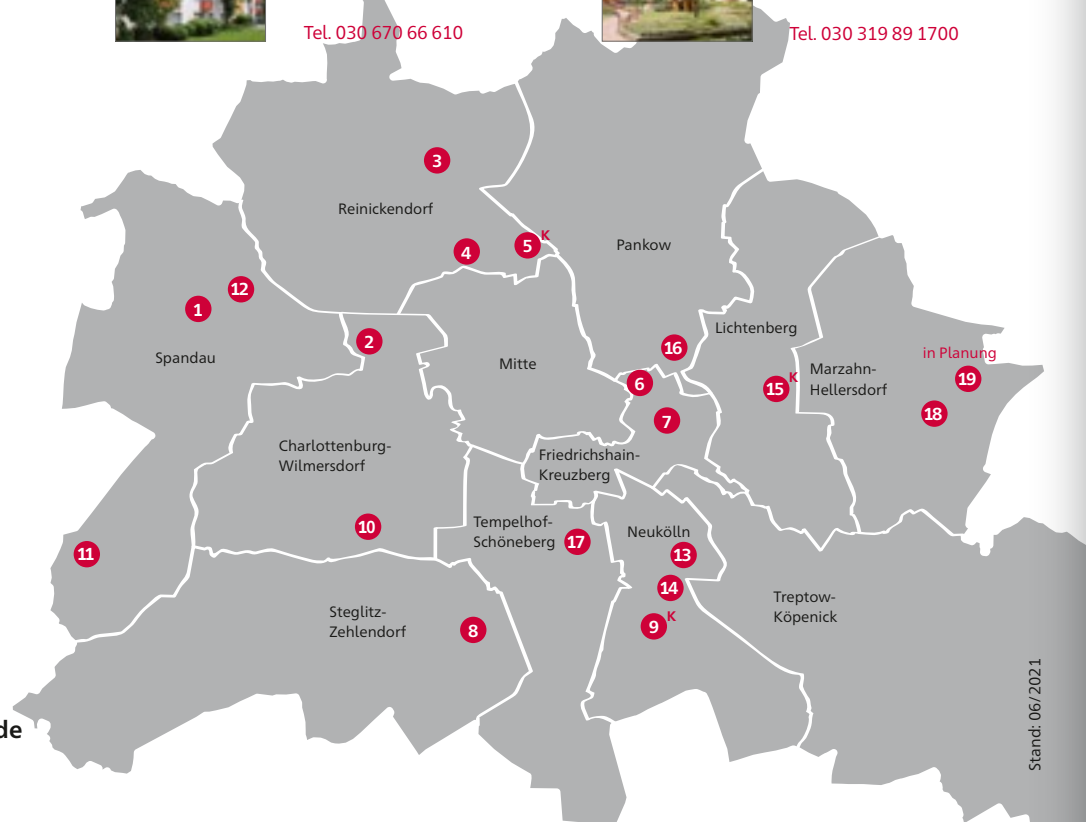 Tel. 030 670 66 610
Tel. 030 319 89 1700
3
Reinickendorf
4
5 K
Pankow
12
1
Spandau
2
Mitte
16
Lichtenberg
6
15 K
in Planung
Marzahn-
Hellersdorf
19
18
7
Charlottenburg-
Wilmersdorf
Friedrichshain-
Kreuzberg
10
Tempelhof-
Schöneberg
17
Neukölln
13
11
14
9 K
Treptow-
Köpenick
Steglitz-
Zehlendorf
8
de
Stand: 06/2021